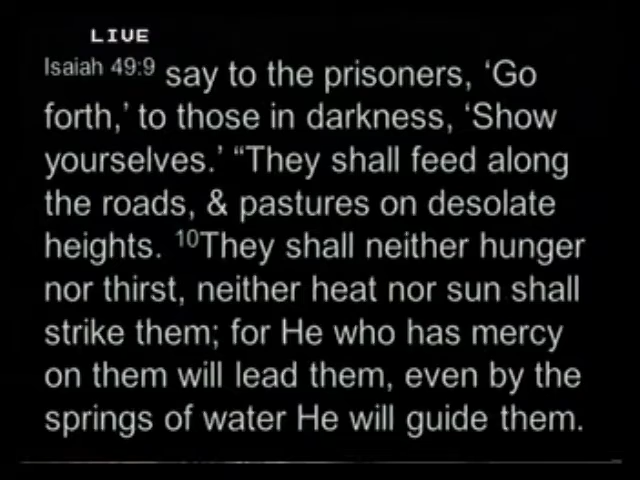 LIVE
Isaiah 49:9 say to the prisoners, ‘Go
forth,’ to those in darkness, ‘Show
yourselves.’ “They shall feed along
the roads, & pastures on desolate
heights. 10They shall neither hunger
nor thirst, neither heat nor sun shall
strike them; for He who has mercy
on them will lead them, even by the
springs of water He will guide them.